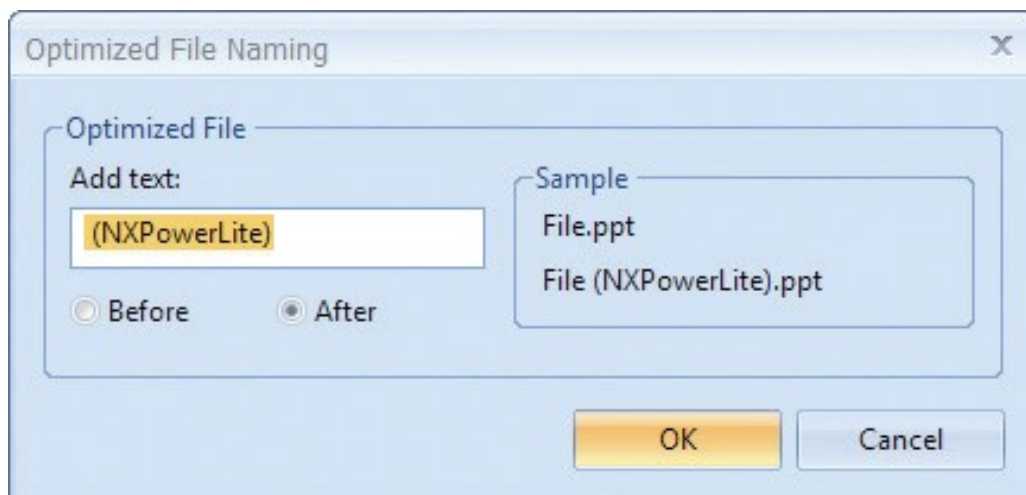 Optimized File Naming
Optimized File
Add text:
(NXPowerLite)
Before
After
Sample
File.ppt
File (NXPowerLite).ppt
OK
Cancel